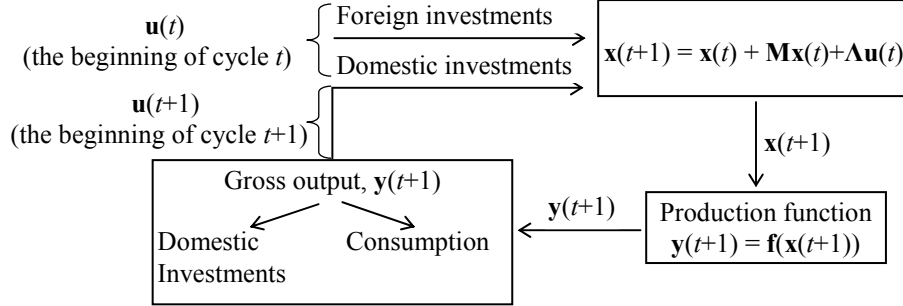 u(t)
(the beginning of cycle t)
Foreign investments
Domestic investments
x(t+1) = x(t) + Mx(t)+Λu(t)
u(t+1)
(the beginning of cycle t+1)
x(t+1)
Gross output, y(t+1)
Domestic
Investments
Consumption
y(t+1)
Production function
y(t+1) = f(x(t+1))